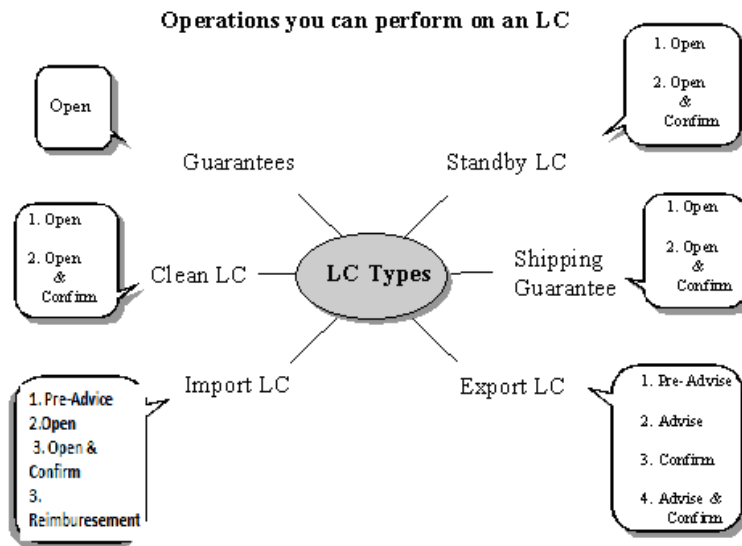 Operations you can perform on an LC
Open
Guarantees
1. Open
2. Open
&
Confirm
Standby LC
1. Open
2. Open
&
Confirm
Clean LC
LC Types
Shipping
Guarantee
1. Open
2. Open
&
Confirm
Import LC
1. Pre-Advice
2.Open
3. Open &
Confirm
3.
Reimburesement
Export LC
1. Pre-Advise
2. Advise
3. Confirm
4. Advise &
Confirm